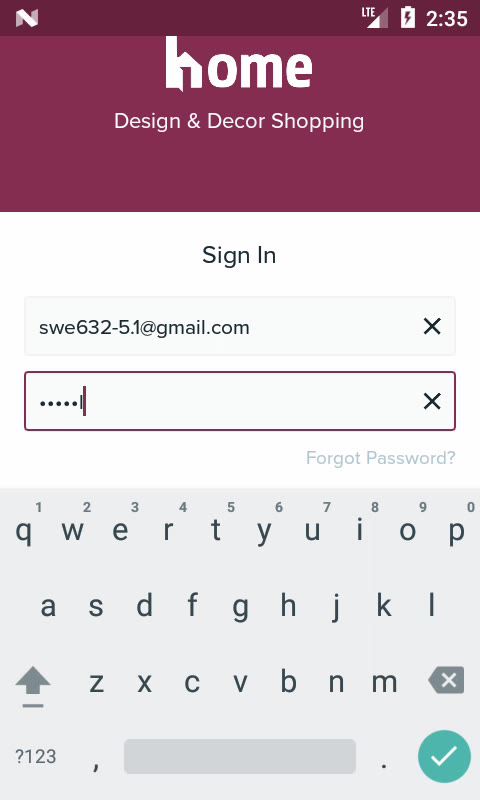 LTE 2:35
home
Design & Decor Shopping
Sign In
swe632-5.1@gmail.com
•••••l
Forgot Password?
1 2 3 4 5 6 7 8 9 0
q w e r t y u i o p
a s d f g h j k l
z x c v b n m
?123 , .